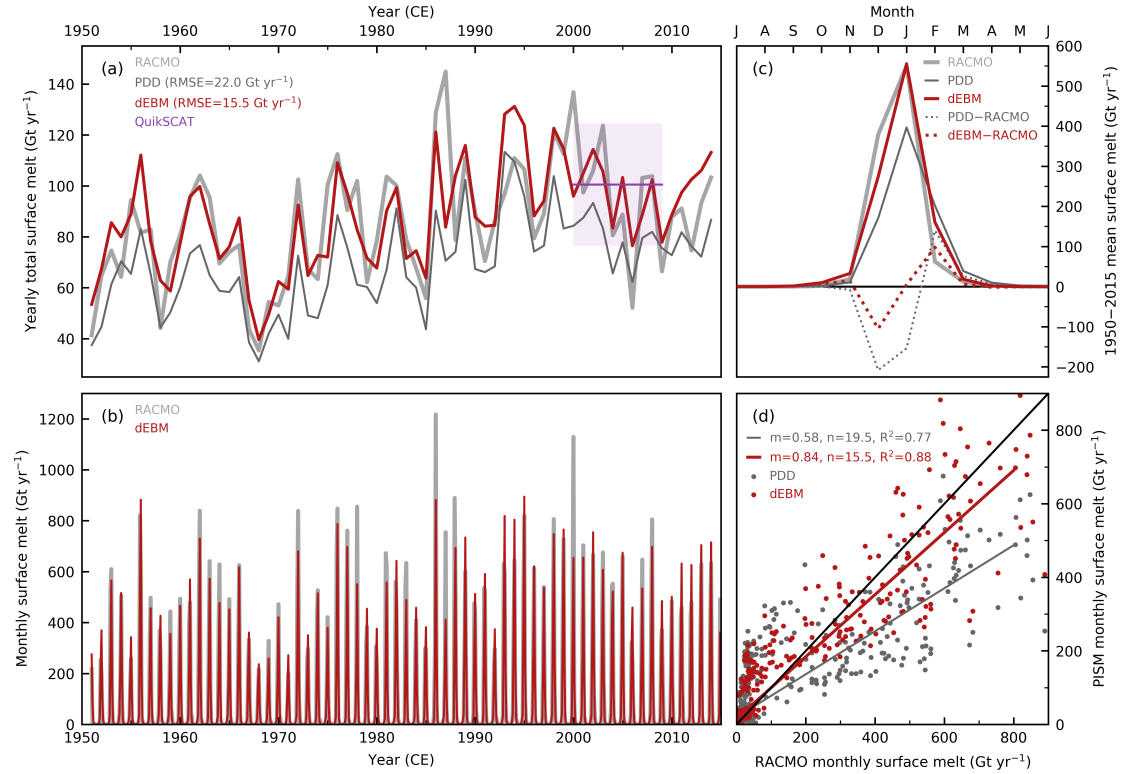 Year (CE)
1950 1960 1970 1980 1990 2000 2010
(a)
RACMO
PDD (RMSE=22.0 Gt yr⁻¹)
dEBM (RMSE=15.5 Gt yr⁻¹)
QuikSCAT
Yearly total surface melt (Gt yr⁻¹)
140
120
100
80
60
40
Month
J A S O N D J F M A M J
(c)
RACMO
PDD
dEBM
PDD−RACMO
dEBM−RACMO
600
500
400
300
200
100
0
−100
−200
1950−2015 mean surface melt (Gt yr⁻¹)
(b)
RACMO
dEBM
Monthly surface melt (Gt yr⁻¹)
1200
1000
800
600
400
200
0
1950 1960 1970 1980 1990 2000 2010
Year (CE)
(d)
m=0.58, n=19.5, R²=0.77
m=0.84, n=15.5, R²=0.88
PDD
dEBM
800
600
400
200
0
PISM monthly surface melt (Gt yr⁻¹)
0 200 400 600 800
RACMO monthly surface melt (Gt yr⁻¹)